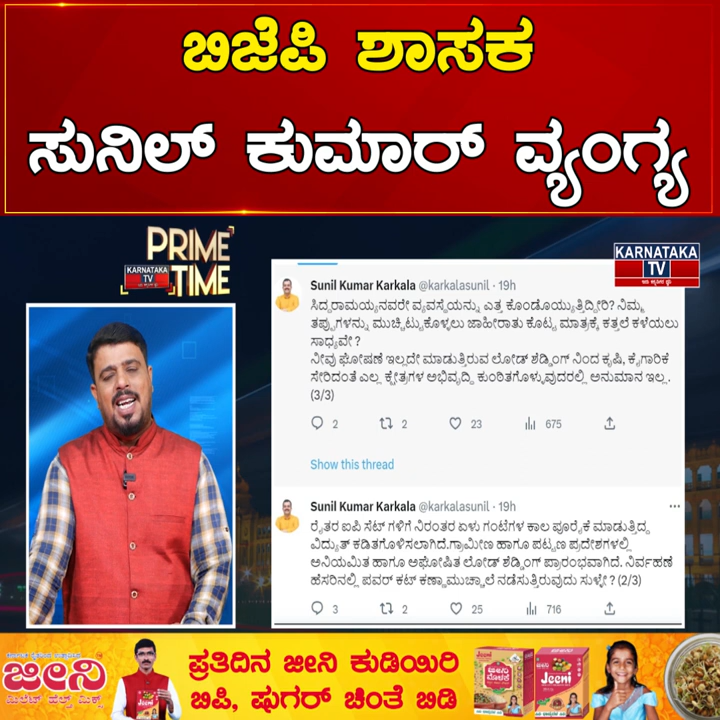 ಬಿಜೆಪಿ ಶಾಸಕ
ಸುನಿಲ್ ಕುಮಾರ್ ವ್ಯಂಗ್ಯ
PRIME
KARNATAKA
TV
TIME
KARNATAKA
TV
Sunil Kumar Karkala @karkalasunil · 19h
ಸಿದ್ದರಾಮಯ್ಯನವರೇ ವ್ಯವಸ್ಥೆಯನ್ನು ಎತ್ತ ಕೊಂಡೊಯ್ಯುತ್ತಿದ್ದೀರಿ? ನಿಮ್ಮ
ತಪ್ಪುಗಳನ್ನು ಮುಚ್ಚಿಟ್ಟುಕೊಳ್ಳಲು ಜಾಹೀರಾತು ಕೊಟ್ಟ ಮಾತ್ರಕ್ಕೆ ಕತ್ತಲೆ ಕಳೆಯಲು
ಸಾಧ್ಯವೇ ?
ನೀವು ಘೋಷಣೆ ಇಲ್ಲದೇ ಮಾಡುತ್ತಿರುವ ಲೋಡ್ ಶೆಡ್ಡಿಂಗ್ ನಿಂದ ಕೃಷಿ, ಕೈಗಾರಿಕೆ
ಸೇರಿದಂತೆ ಎಲ್ಲ ಕ್ಷೇತ್ರಗಳ ಅಭಿವೃದ್ಧಿ ಕುಂಠಿತಗೊಳ್ಳುವುದರಲ್ಲಿ ಅನುಮಾನ ಇಲ್ಲ.
(3/3)
2 2 23 675
Show this thread
Sunil Kumar Karkala @karkalasunil · 19h
ರೈತರ ಐಪಿ ಸೆಟ್ ಗಳಿಗೆ ನಿರಂತರ ಏಳು ಗಂಟೆಗಳ ಕಾಲ ಪೂರೈಕೆ ಮಾಡುತ್ತಿದ್ದ
ವಿದ್ಯುತ್ ಕಡಿತಗೊಳಿಸಲಾಗಿದೆ.ಗ್ರಾಮೀಣ ಹಾಗೂ ಪಟ್ಟಣ ಪ್ರದೇಶಗಳಲ್ಲಿ
ಅನಿಯಮಿತ ಹಾಗೂ ಅಘೋಷಿತ ಲೋಡ್ ಶೆಡ್ಡಿಂಗ್ ಪ್ರಾರಂಭವಾಗಿದೆ. ನಿರ್ವಹಣೆ
ಹೆಸರಿನಲ್ಲಿ ಪವರ್ ಕಟ್ ಕಣ್ಣಾಮುಚ್ಚಾಲೆ ನಡೆಸುತ್ತಿರುವುದು ಸುಳ್ಳೇ ? (2/3)
3 2 25 716
ಜೀನಿ
ಮಿಲೆಟ್ ಹೆಲ್ತ್ ಮಿಕ್ಸ್
ಪ್ರತಿದಿನ ಜೀನಿ ಕುಡಿಯಿರಿ
ಬಿಪಿ, ಷುಗರ್ ಚಿಂತೆ ಬಿಡಿ
Jeeni